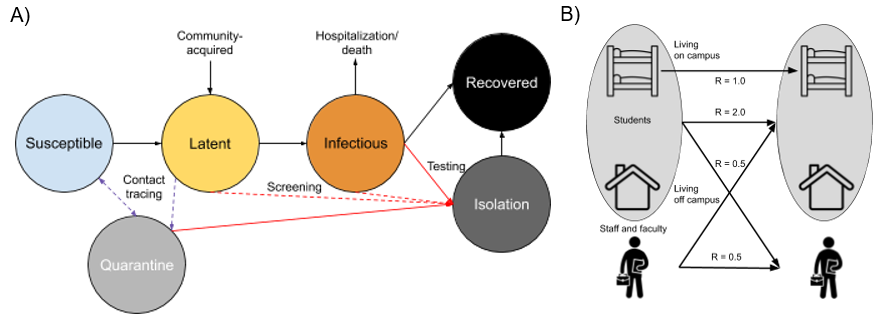 A)
Community-
acquired
Hospitalization/
death
Susceptible
Latent
Infectious
Recovered
Contact
tracing
Screening
Testing
Isolation
Quarantine
B)
Living
on campus
R = 1.0
Students
R = 2.0
R = 0.5
Living
off campus
Staff and faculty
R = 0.5